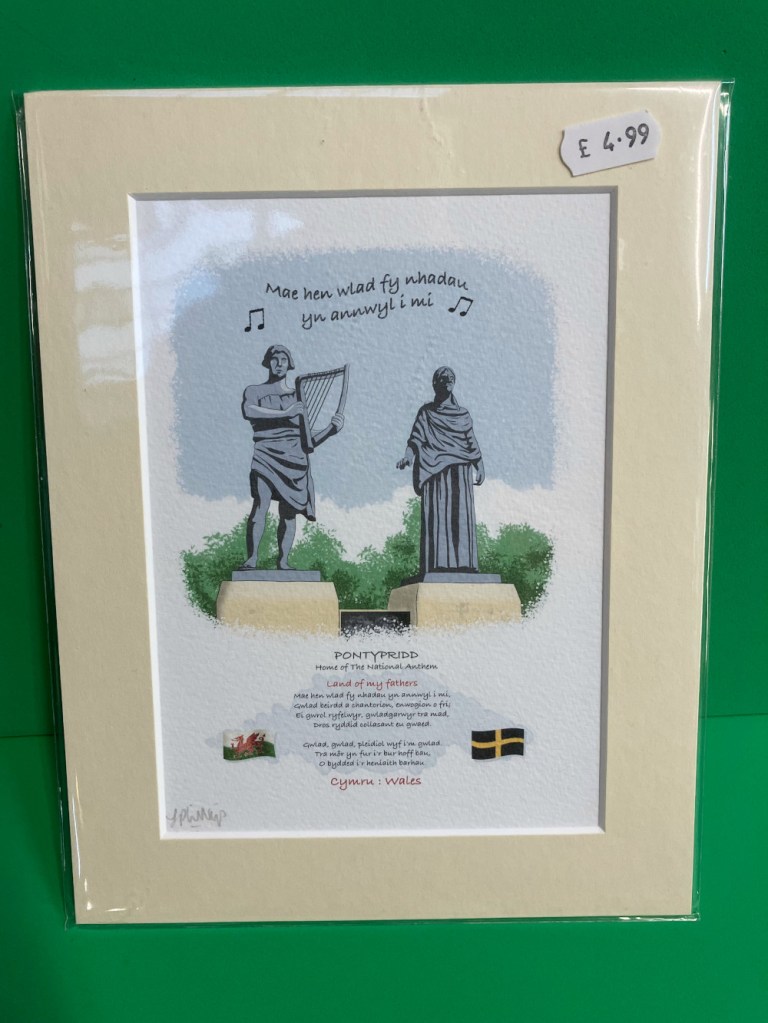 £ 4.99
Mae hen wlad fy nhadau
yn annwyl i mi
PONTYPRIDD
Home of The National Anthem
Land of my fathers
Mae hen wlad fy nhadau yn annwyl i mi,
Gwlad beirdd a chantorion, enwogion o fri;
Ei gwrol ryfelwyr, gwladgarwyr tra mad,
Dros ryddid collasant eu gwaed.
Gwlad, gwlad, pleidiol wyf i'm gwlad.
Tra môr yn fur i'r bur hoff bau,
O bydded i'r heniaith barhau.
Cymru : Wales